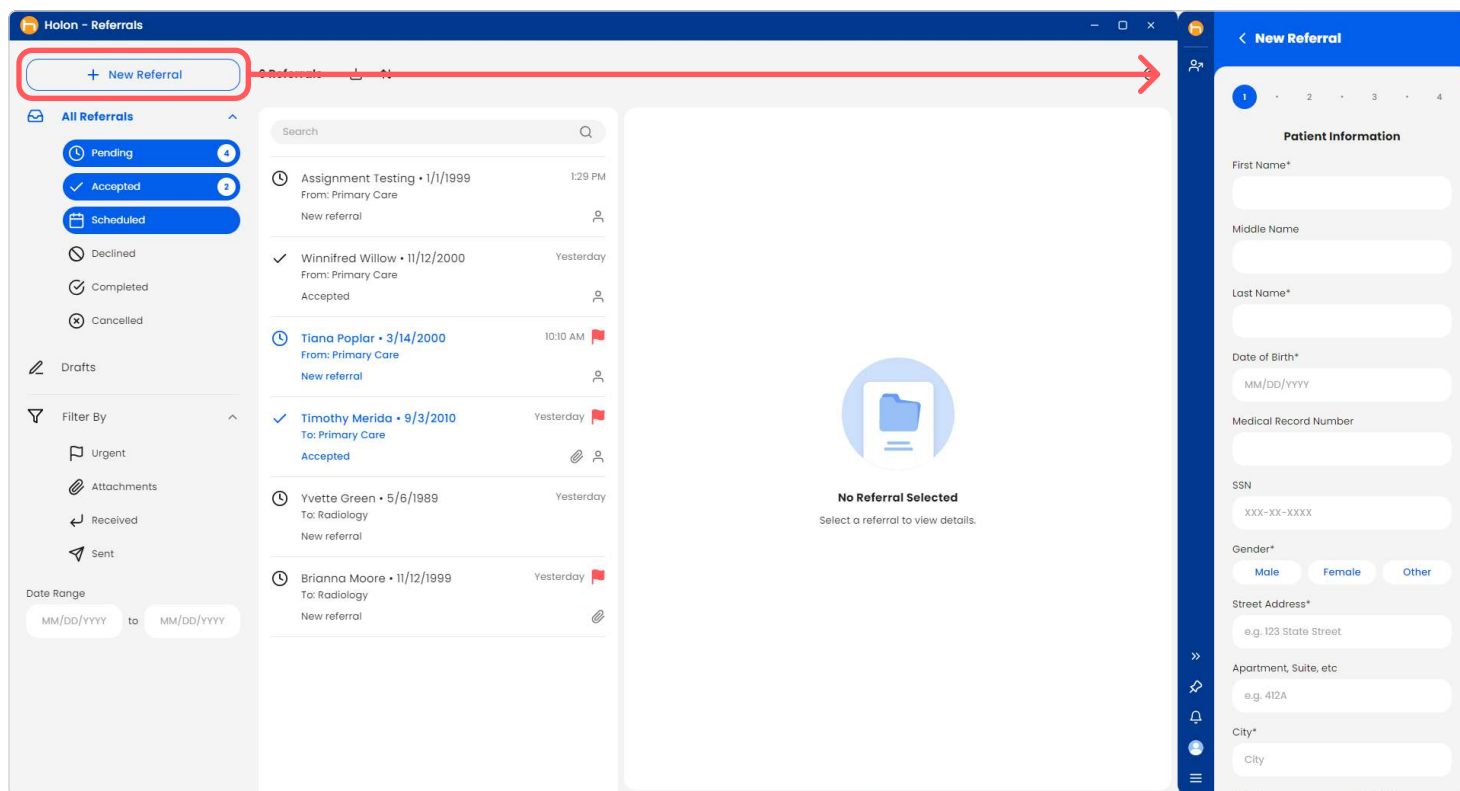 Holon - Referrals
+ New Referral
All Referrals
Pending 4
Accepted 2
Scheduled
Declined
Completed
Cancelled
Drafts
Filter By
Urgent
Attachments
Received
Sent
Date Range
MM/DD/YYYY to MM/DD/YYYY
Referrals
Search
Assignment Testing • 1/1/1999 1:29 PM
From: Primary Care
New referral
Winnifred Willow • 11/12/2000 Yesterday
From: Primary Care
Accepted
Tiana Poplar • 3/14/2000 10:10 AM
From: Primary Care
New referral
Timothy Merida • 9/3/2010 Yesterday
To: Primary Care
Accepted
Yvette Green • 5/6/1989 Yesterday
To: Radiology
New referral
Brianna Moore • 11/12/1999 Yesterday
To: Radiology
New referral
No Referral Selected
Select a referral to view details.
New Referral
1 • 2 • 3 • 4
Patient Information
First Name*
Middle Name
Last Name*
Date of Birth*
MM/DD/YYYY
Medical Record Number
SSN
XXX-XX-XXXX
Gender*
Male Female Other
Street Address*
e.g. 123 State Street
Apartment, Suite, etc
e.g. 412A
City*
City